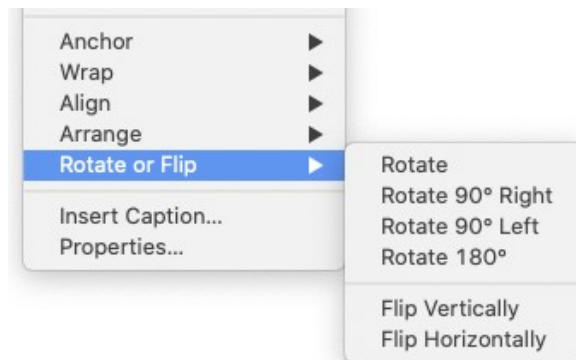 Anchor
Wrap
Align
Arrange
Rotate or Flip
Insert Caption...
Properties...
Rotate
Rotate 90° Right
Rotate 90° Left
Rotate 180°
Flip Vertically
Flip Horizontally